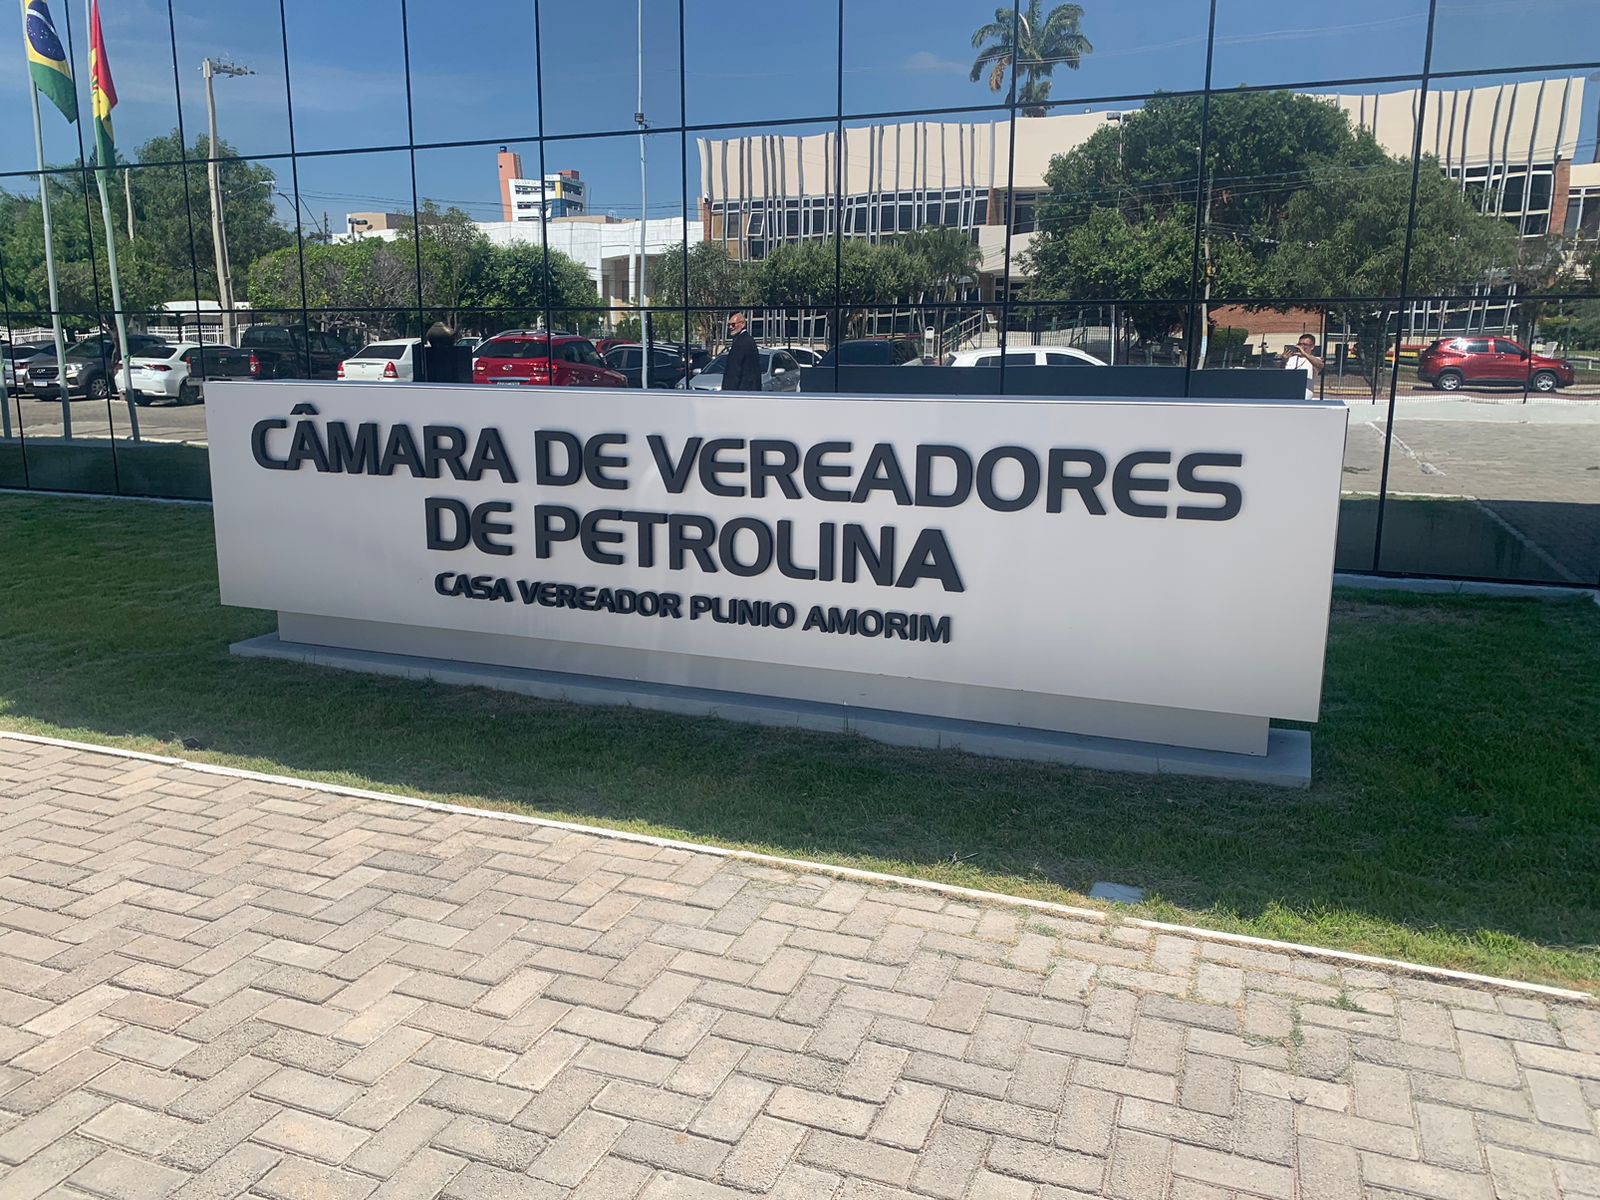 CÂMARA DE VEREADORES
DE PETROLINA
CASA VEREADOR PLINIO AMORIM